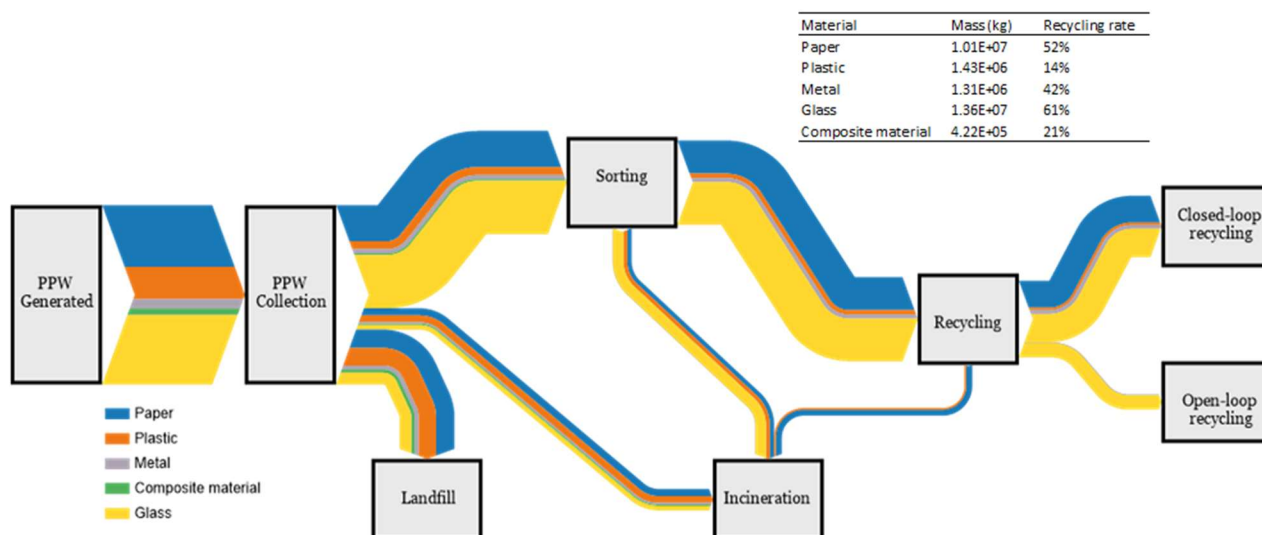 Material Mass (kg) Recycling rate
Paper 1.01E+07 52%
Plastic 1.43E+06 14%
Metal 1.31E+06 42%
Glass 1.36E+07 61%
Composite material 4.22E+05 21%
Sorting
Closed-loop
recycling
PPW
Generated
PPW
Collection
Recycling
Open-loop
recycling
Paper
Plastic
Metal
Composite material
Glass
Landfill
Incineration